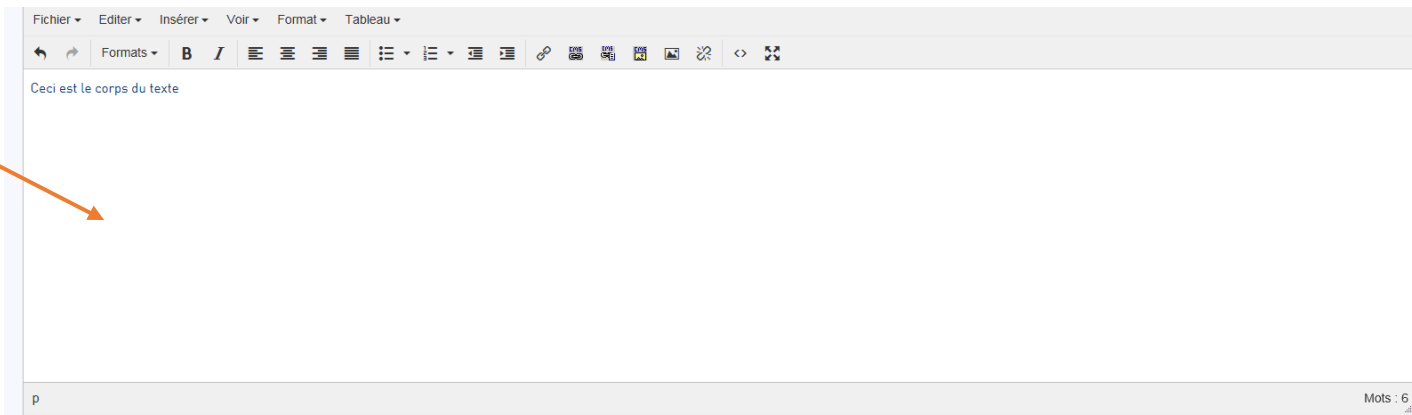 Fichier Editer Insérer Voir Format Tableau
Formats B I
Ceci est le corps du texte
p Mots : 6